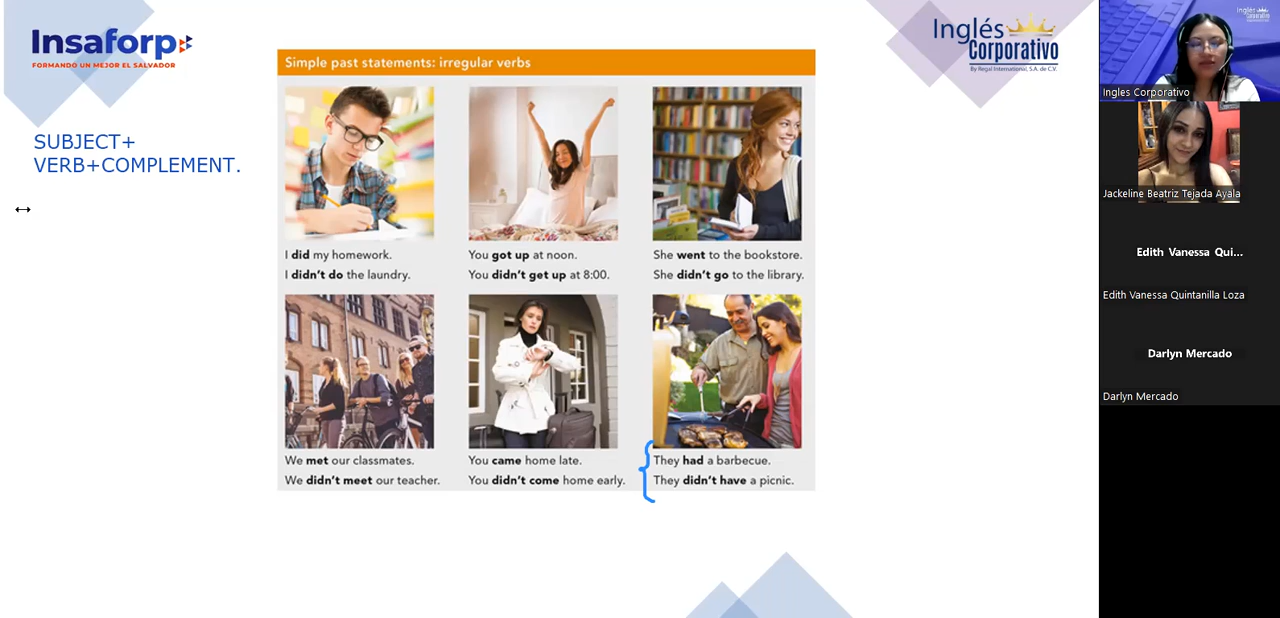 Insaforp
FORMANDO UN MEJOR EL SALVADOR
Inglés
Corporativo
By Regal International, S.A. de C.V.
SUBJECT+
VERB+COMPLEMENT.
Simple past statements: irregular verbs
I did my homework.
I didn't do the laundry.
You got up at noon.
You didn't get up at 8:00.
She went to the bookstore.
She didn't go to the library.
We met our classmates.
We didn't meet our teacher.
You came home late.
You didn't come home early.
They had a barbecue.
They didn't have a picnic.
Inglés
Ingles Corporativo
Jackeline Beatriz Tejada Ayala
Edith Vanessa Qui...
Edith Vanessa Quintanilla Loza
Darlyn Mercado
Darlyn Mercado